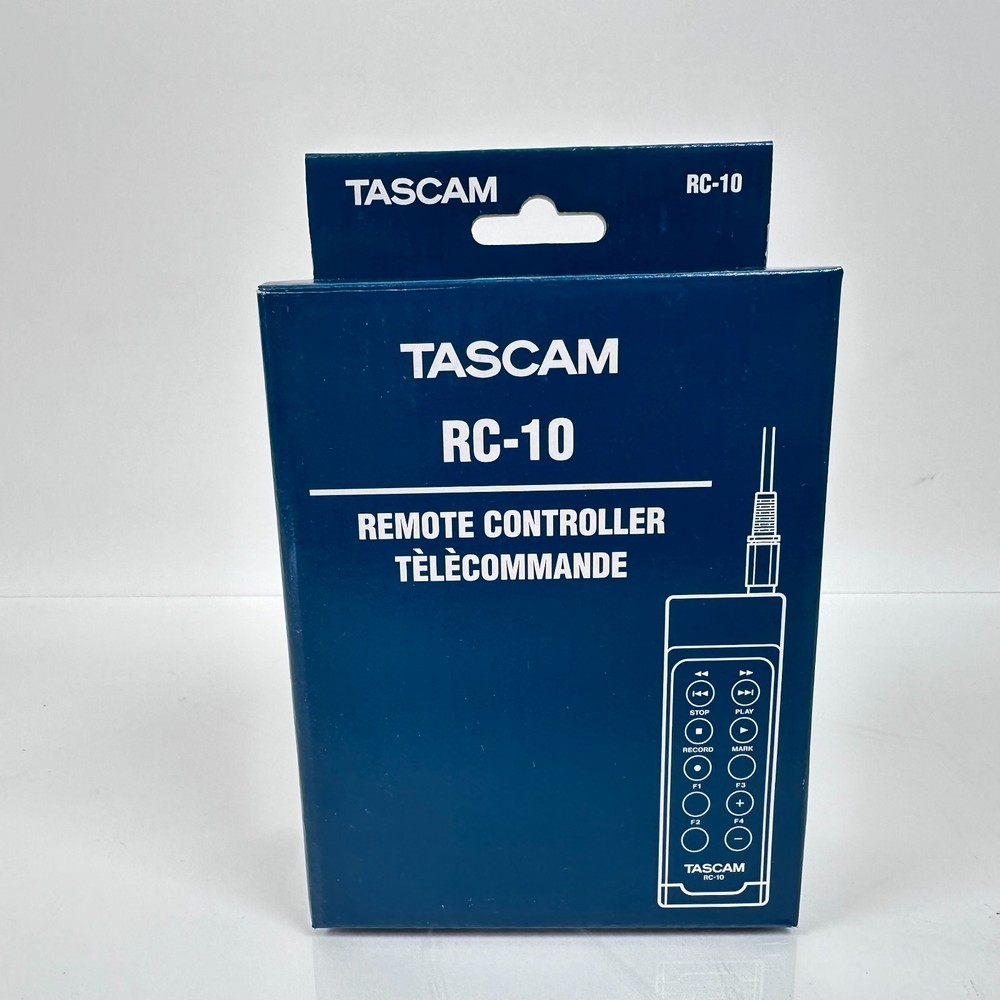 TASCAM
RC-10
TASCAM
RC-10
REMOTE CONTROLLER
TÈLÈCOMMANDE
STOP PLAY
RECORD MARK
F1 F3
F2 F4
TASCAM
RC-10